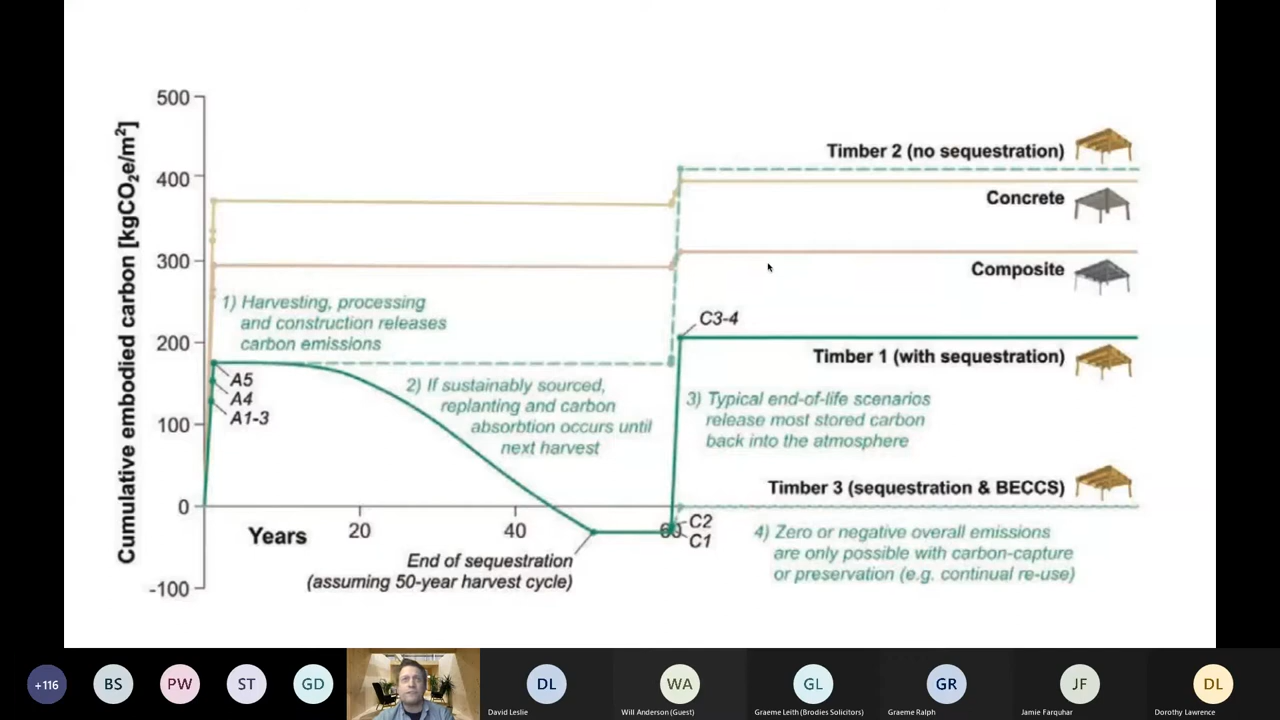 500
400
300
200
100
0
-100
Cumulative embodied carbon [kgCO2e/m²]
Years
20
40
60
Timber 2 (no sequestration)
Concrete
Composite
1) Harvesting, processing
and construction releases
carbon emissions
A5
A4
A1-3
2) If sustainably sourced,
replanting and carbon
absorbtion occurs until
next harvest
C3-4
Timber 1 (with sequestration)
3) Typical end-of-life scenarios
release most stored carbon
back into the atmosphere
Timber 3 (sequestration & BECCS)
C2
C1
End of sequestration
(assuming 50-year harvest cycle)
4) Zero or negative overall emissions
are only possible with carbon-capture
or preservation (e.g. continual re-use)
+116
BS
PW
ST
GD
DL
David Leslie
WA
Will Anderson (Guest)
GL
Graeme Leith (Brodies Solicitors)
GR
Graeme Ralph
JF
Jamie Farquhar
DL
Dorothy Lawrence